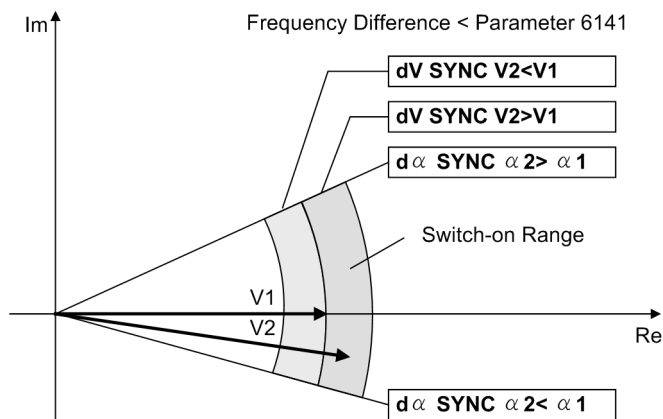 Im
Frequency Difference < Parameter 6141
dV SYNC V2<V1
dV SYNC V2>V1
dα SYNC α2> α1
Switch-on Range
V1
V2
Re
dα SYNC α2< α1